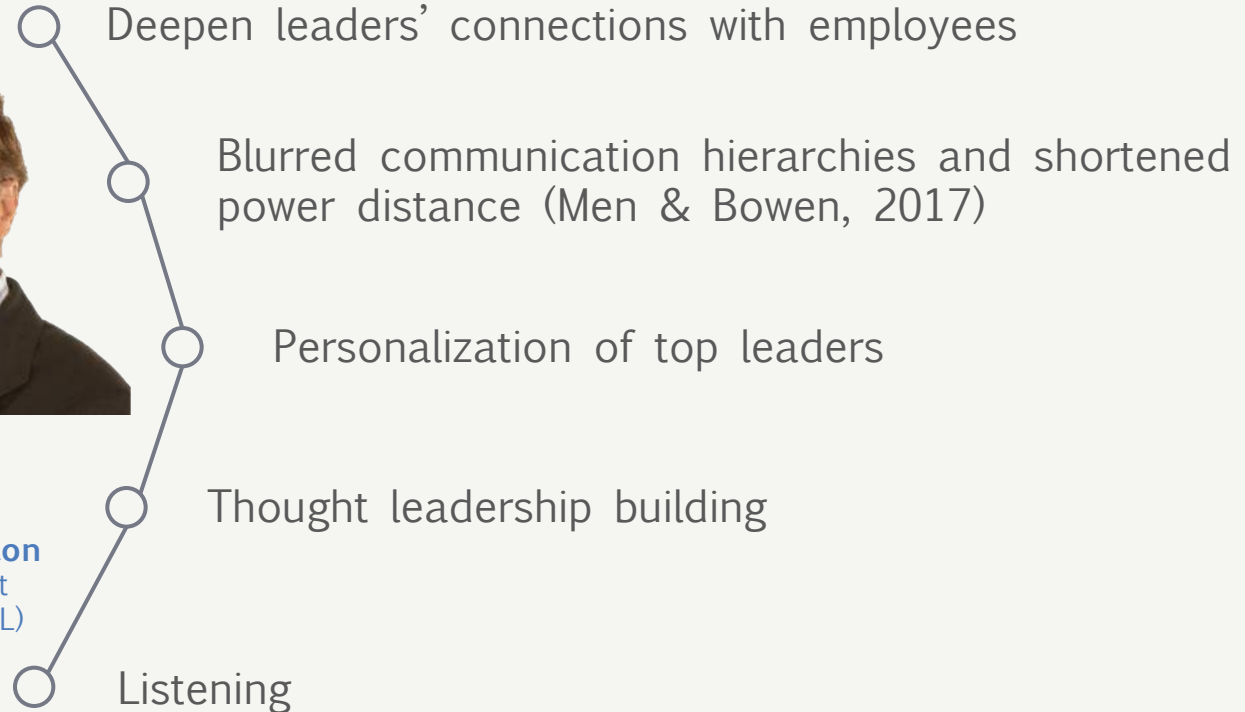 Deepen leaders’ connections with employees
Blurred communication hierarchies and shortened
power distance (Men & Bowen, 2017)
Personalization of top leaders
Thought leadership building
Listening